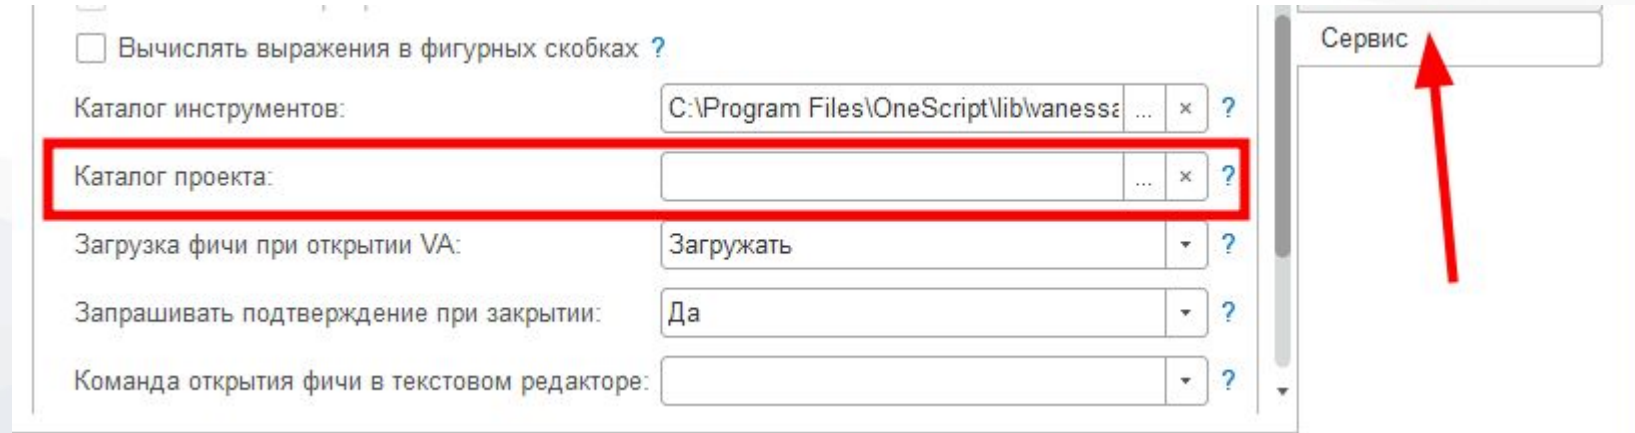 Вычислять выражения в фигурных скобках ?
Сервис
Каталог инструментов: C:\Program Files\OneScript\lib\vanessa ... × ?
Каталог проекта: ... × ?
Загрузка фичи при открытии VA: Загружать ?
Запрашивать подтверждение при закрытии: Да ?
Команда открытия фичи в текстовом редакторе: ?